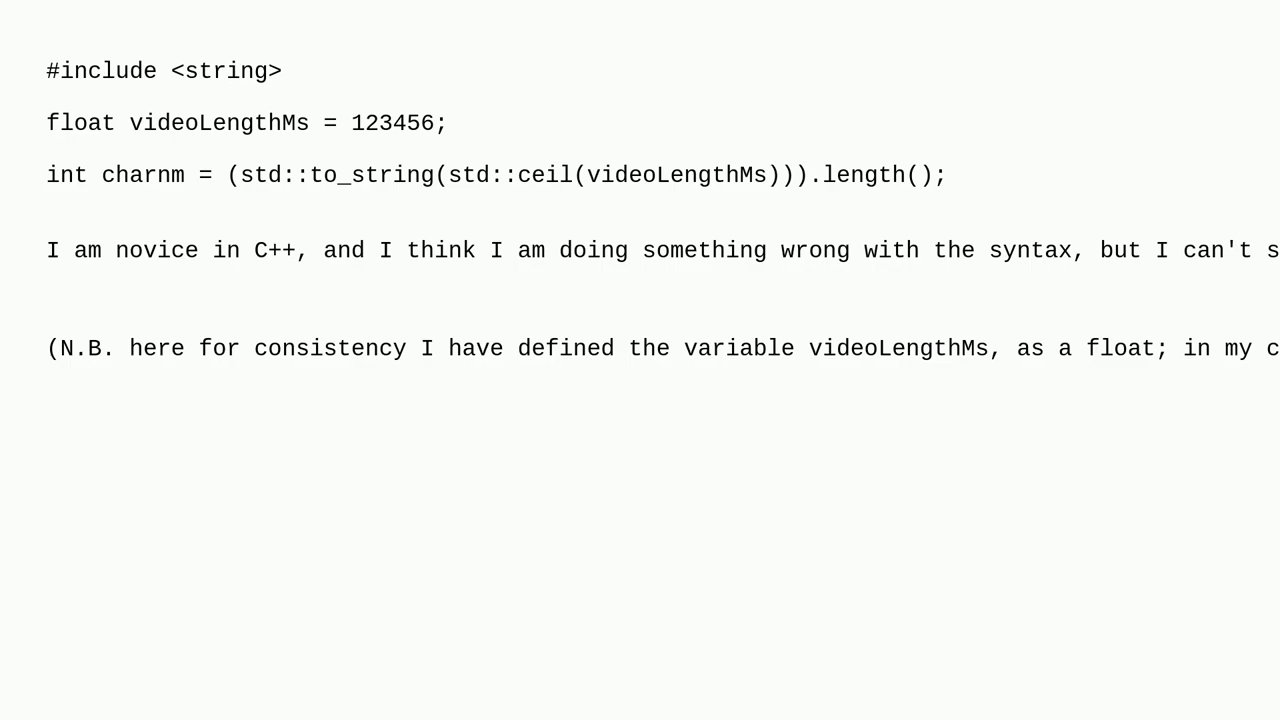 #include <string>
float videoLengthMs = 123456;
int charnm = (std::to_string(std::ceil(videoLengthMs))).length();
I am novice in C++, and I think I am doing something wrong with the syntax, but I can't
(N.B. here for consistency I have defined the variable videoLengthMs, as a float; in my